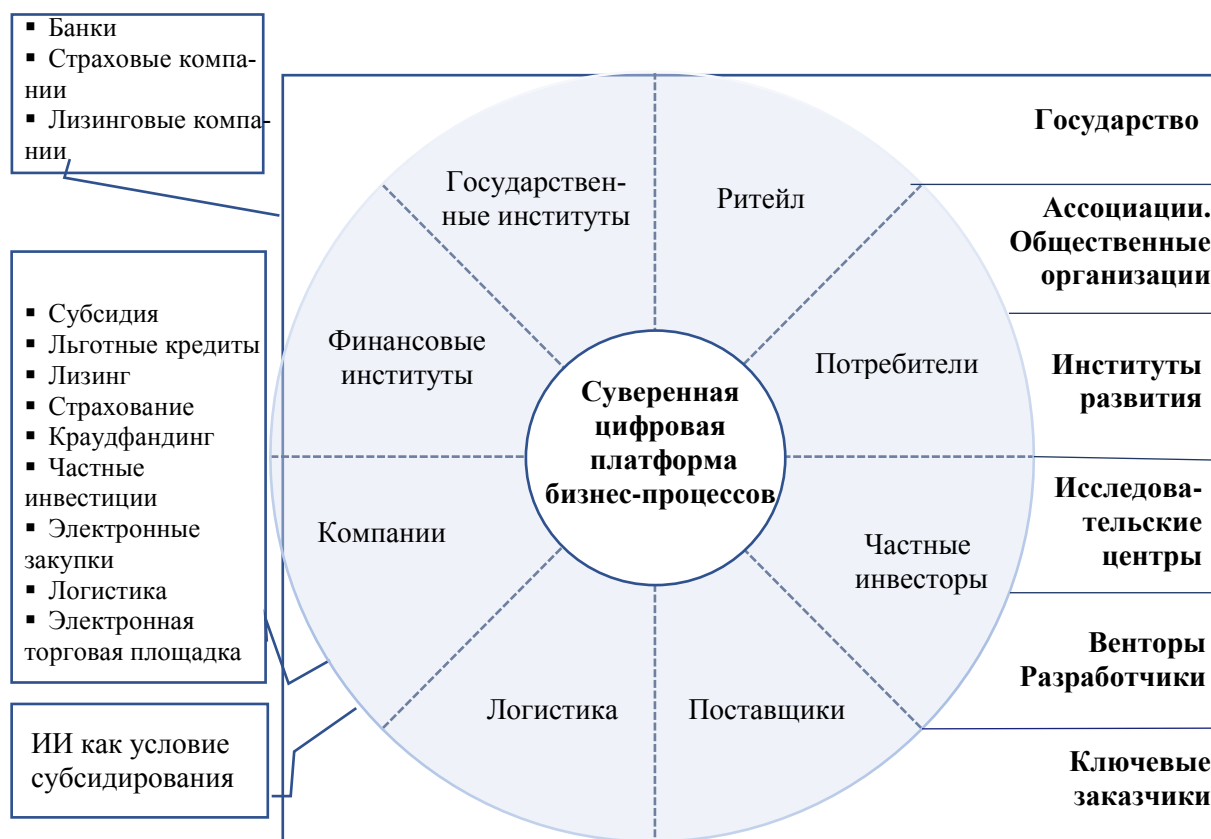 ▪ Банки
▪ Страховые компа-
нии
▪ Лизинговые компа-
нии
▪ Субсидия
▪ Льготные кредиты
▪ Лизинг
▪ Страхование
▪ Краудфандинг
▪ Частные
инвестиции
▪ Электронные
закупки
▪ Логистика
▪ Электронная
торговая площадка
ИИ как условие
субсидирования
Государствен-
ные институты
Ритейл
Финансовые
институты
Потребители
Суверенная
цифровая
платформа
бизнес-процессов
Компании
Частные
инвесторы
Логистика
Поставщики
Государство
Ассоциации.
Общественные
организации
Институты
развития
Исследова-
тельские
центры
Венторы
Разработчики
Ключевые
заказчики